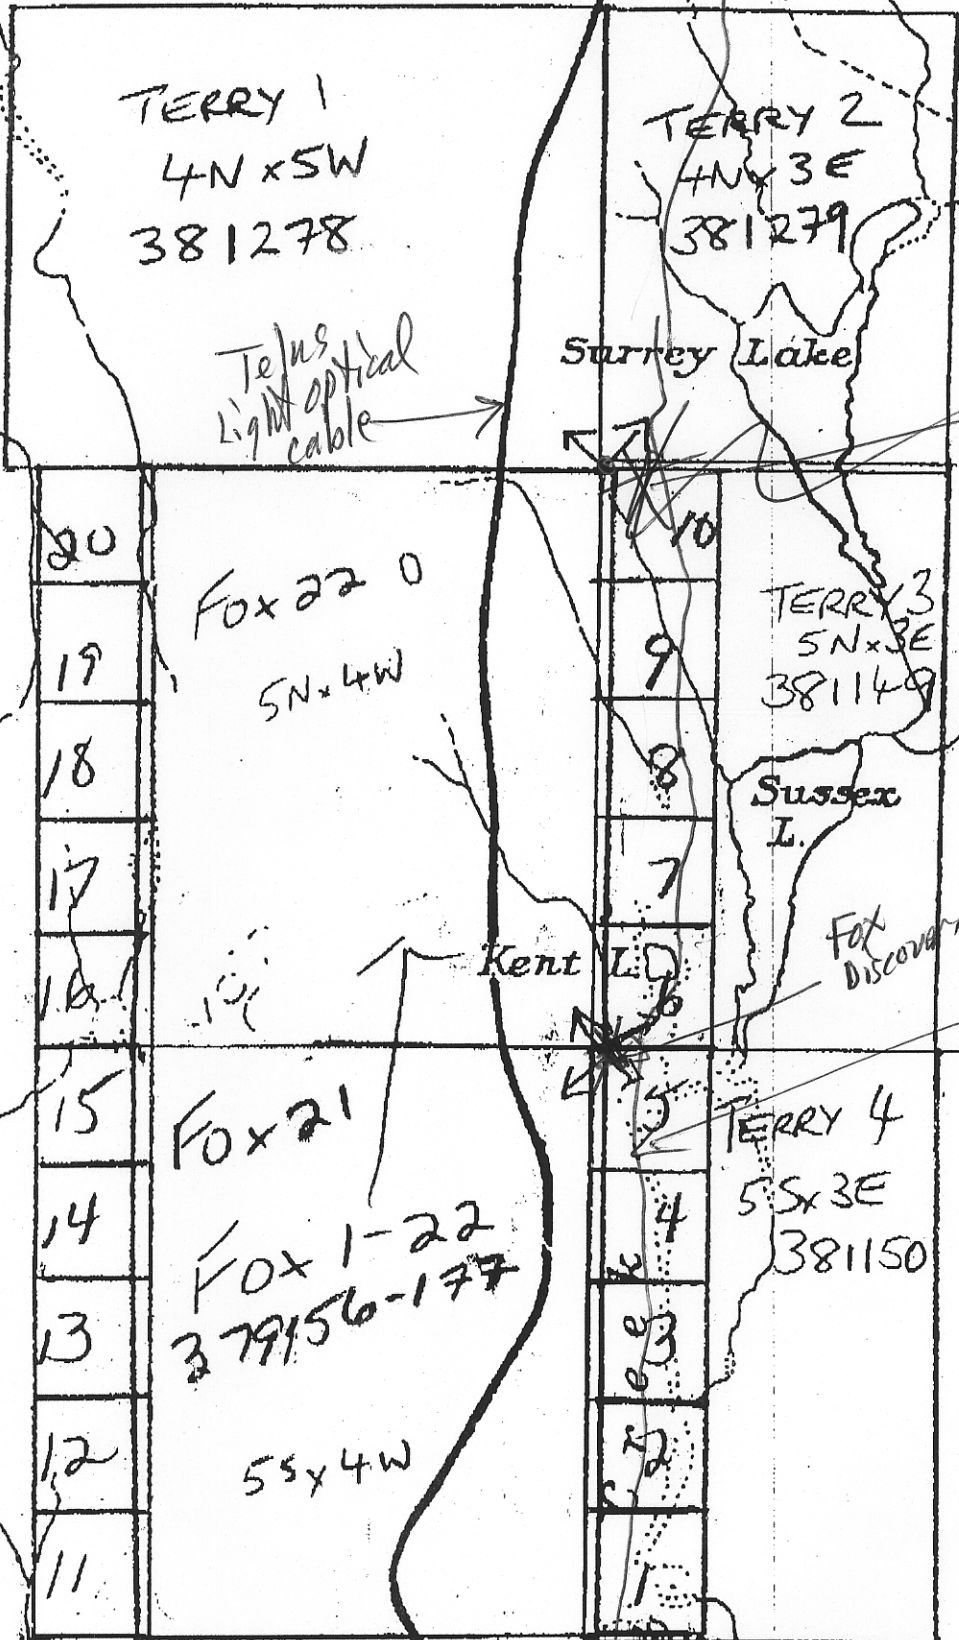 TERRY 1
4N x 5W
381278
TERRY 2
4N x 3E
381279
Telus
Light optical
cable
Surrey Lake
20
19
18
17
16
15
14
13
12
11
Fox 22
5N x 4W
10
9
8
7
6
5
4
3
2
1
TERRY 3
5N x 3E
381149
Sussex
L.
Kent L
Fox
Discovery
Fox 21
Fox 1-22
379156-177
5S x 4W
TERRY 4
5S x 3E
381150
Creek